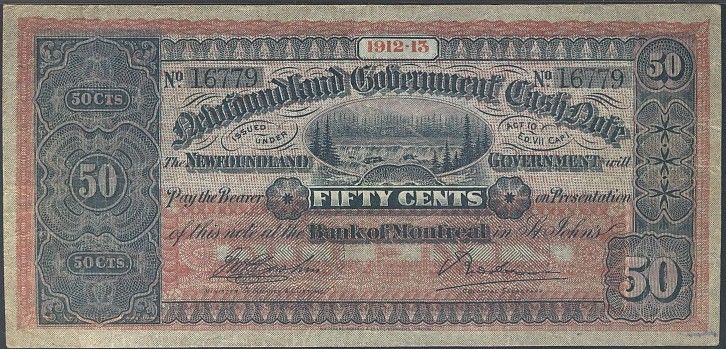 1912-13
50
No 16779
No 16779
50 CTS
Newfoundland Government Cash Note
ISSUED UNDER
ACT 10 ED. VII CAP.
The NEWFOUNDLAND GOVERNMENT will
50
Pay the Bearer FIFTY CENTS on Presentation
of this note at the Bank of Montreal in St. John's
50 CTS.
50